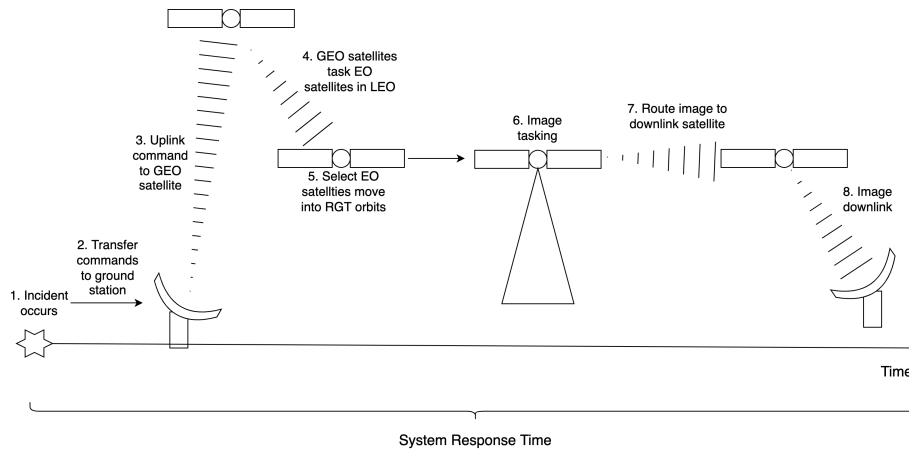 4. GEO satellites
task EO
satellites in LEO
3. Uplink
command
to GEO
satellite
5. Select EO
satellties move
into RGT orbits
6. Image
tasking
7. Route image to
downlink satellite
8. Image
downlink
2. Transfer
commands
to ground
station
1. Incident
occurs
Time
System Response Time